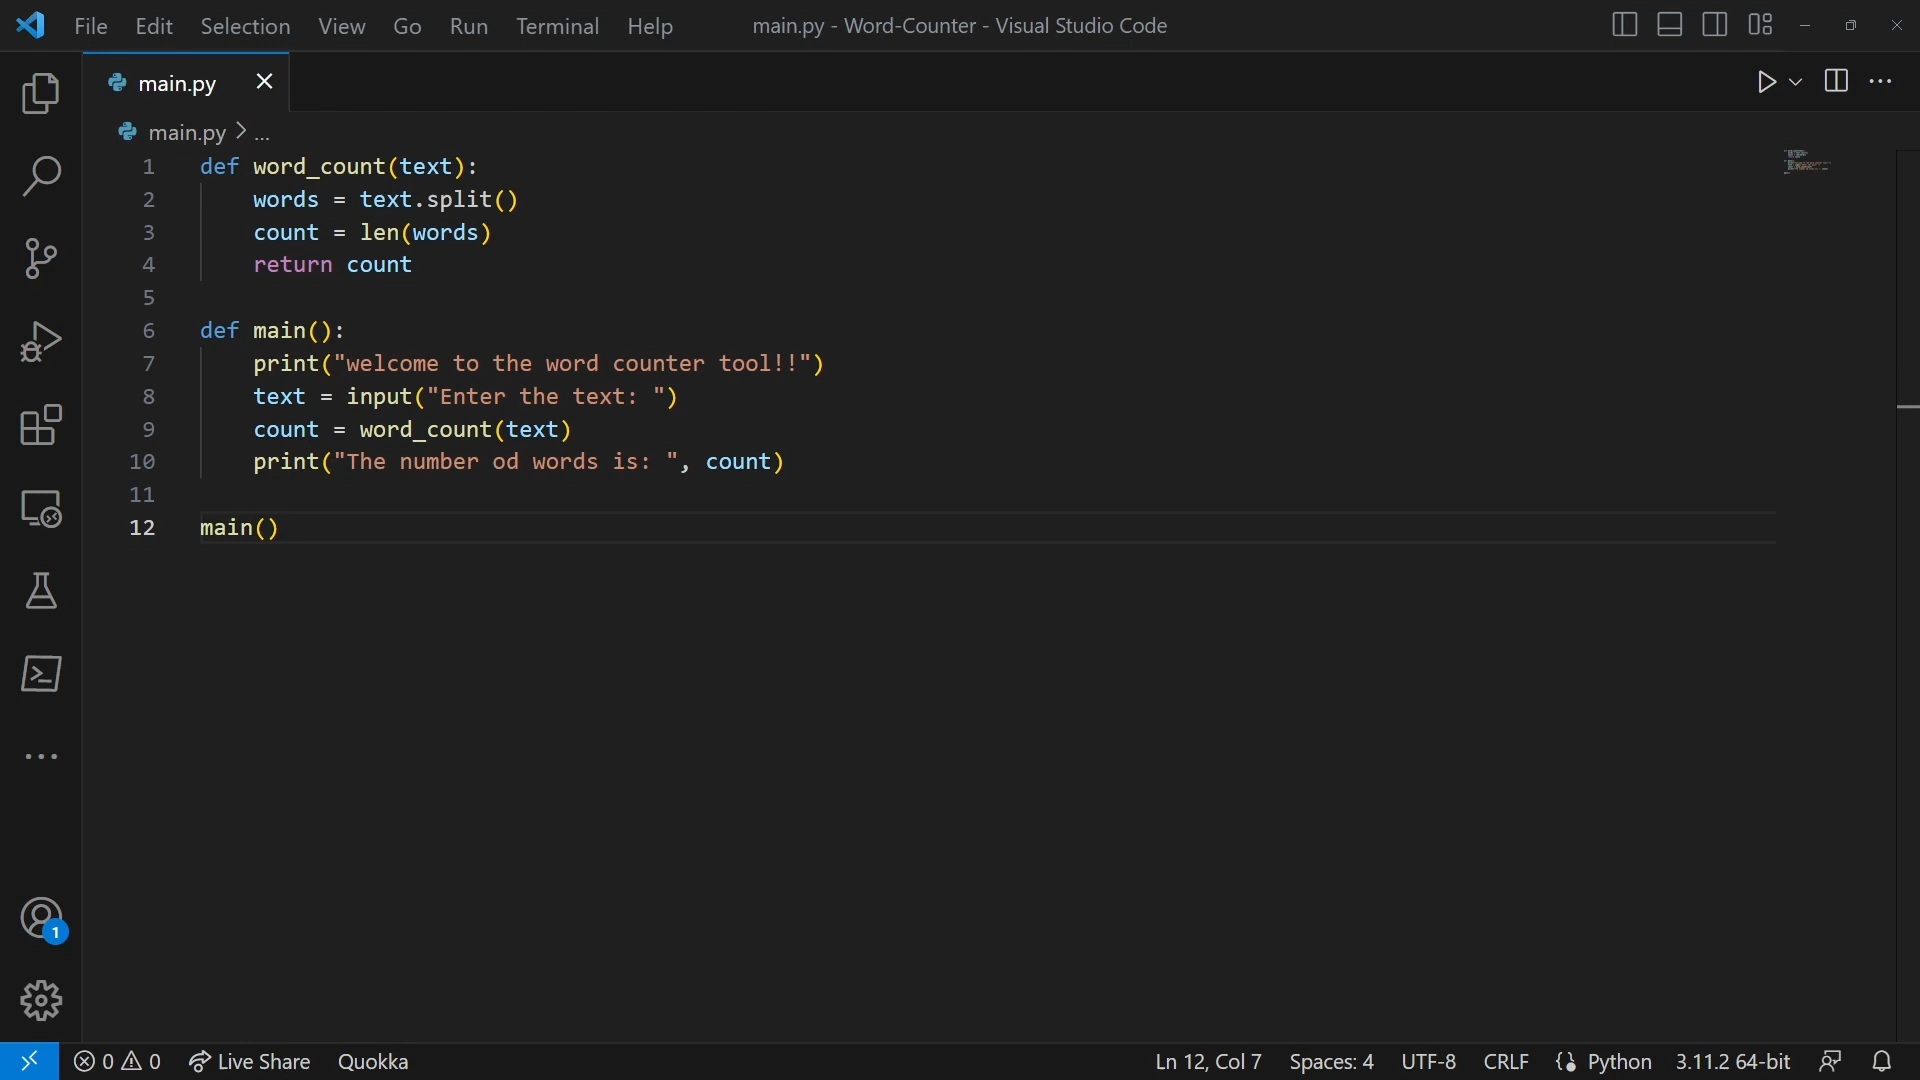 File Edit Selection View Go Run Terminal Help main.py - Word-Counter - Visual Studio Code
main.py
main.py > ...
1 def word_count(text):
2     words = text.split()
3     count = len(words)
4     return count
5
6 def main():
7     print("welcome to the word counter tool!!")
8     text = input("Enter the text: ")
9     count = word_count(text)
10     print("The number od words is: ", count)
11
12 main()
1
0 0 Live Share Quokka Ln 12, Col 7 Spaces: 4 UTF-8 CRLF {} Python 3.11.2 64-bit